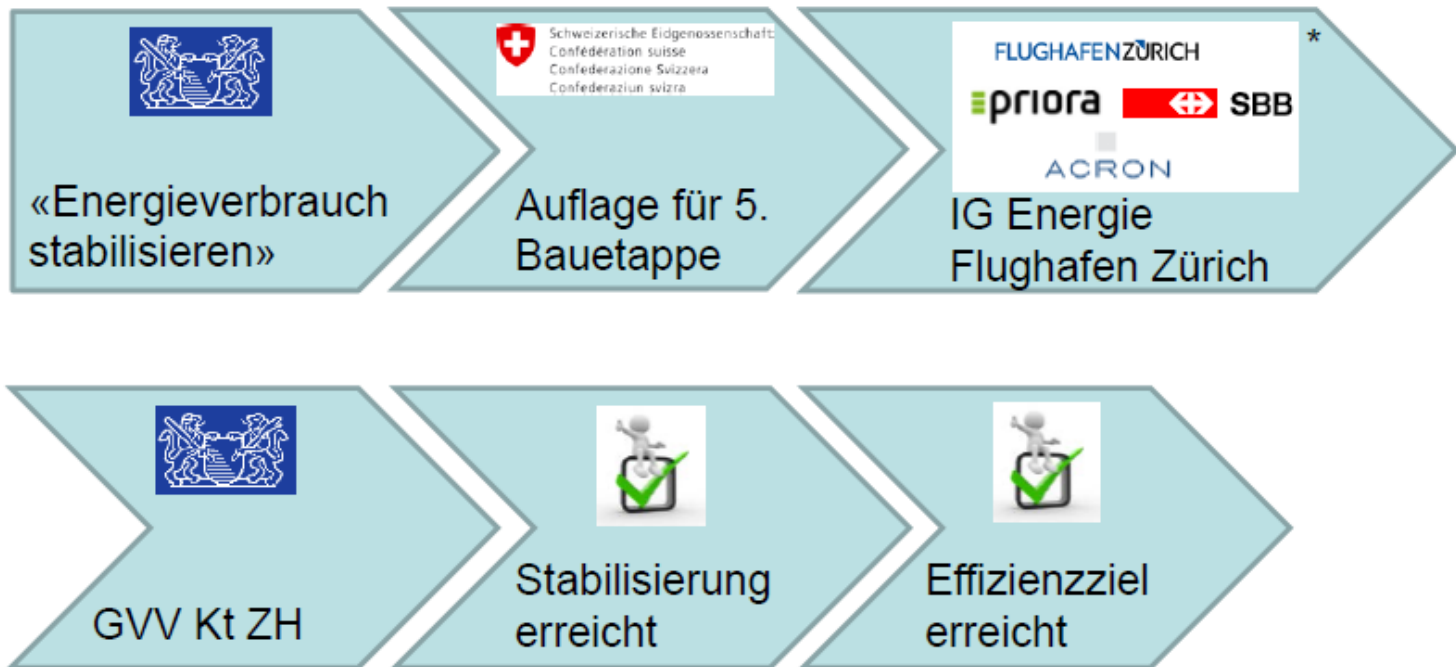 Schweizerische Eidgenossenschaft
Confédération suisse
Confederazione Svizzera
Confederaziun svizra
FLUGHAFENZÜRICH
*
priora
SBB
ACRON
«Energieverbrauch
stabilisieren»
Auflage für 5.
Bauetappe
IG Energie
Flughafen Zürich
GVV Kt ZH
Stabilisierung
erreicht
Effizienzziel
erreicht